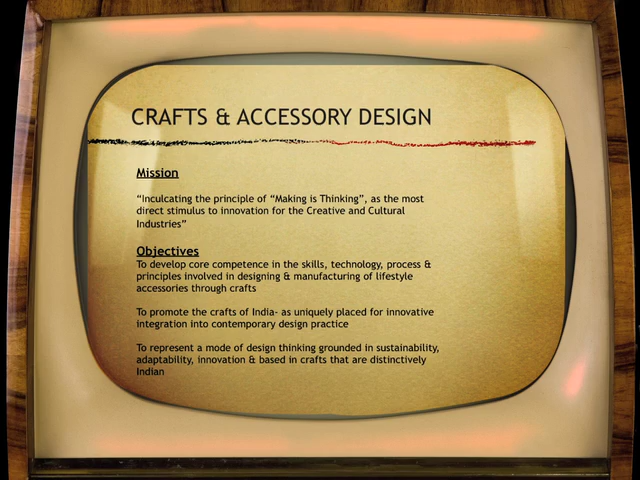 CRAFTS & ACCESSORY DESIGN
Mission
“Inculcating the principle of “Making is Thinking”, as the most
direct stimulus to innovation for the Creative and Cultural
Industries”
Objectives
To develop core competence in the skills, technology, process &
principles involved in designing & manufacturing of lifestyle
accessories through crafts
To promote the crafts of India- as uniquely placed for innovative
integration into contemporary design practice
To represent a mode of design thinking grounded in sustainability,
adaptability, innovation & based in crafts that are distinctively
Indian